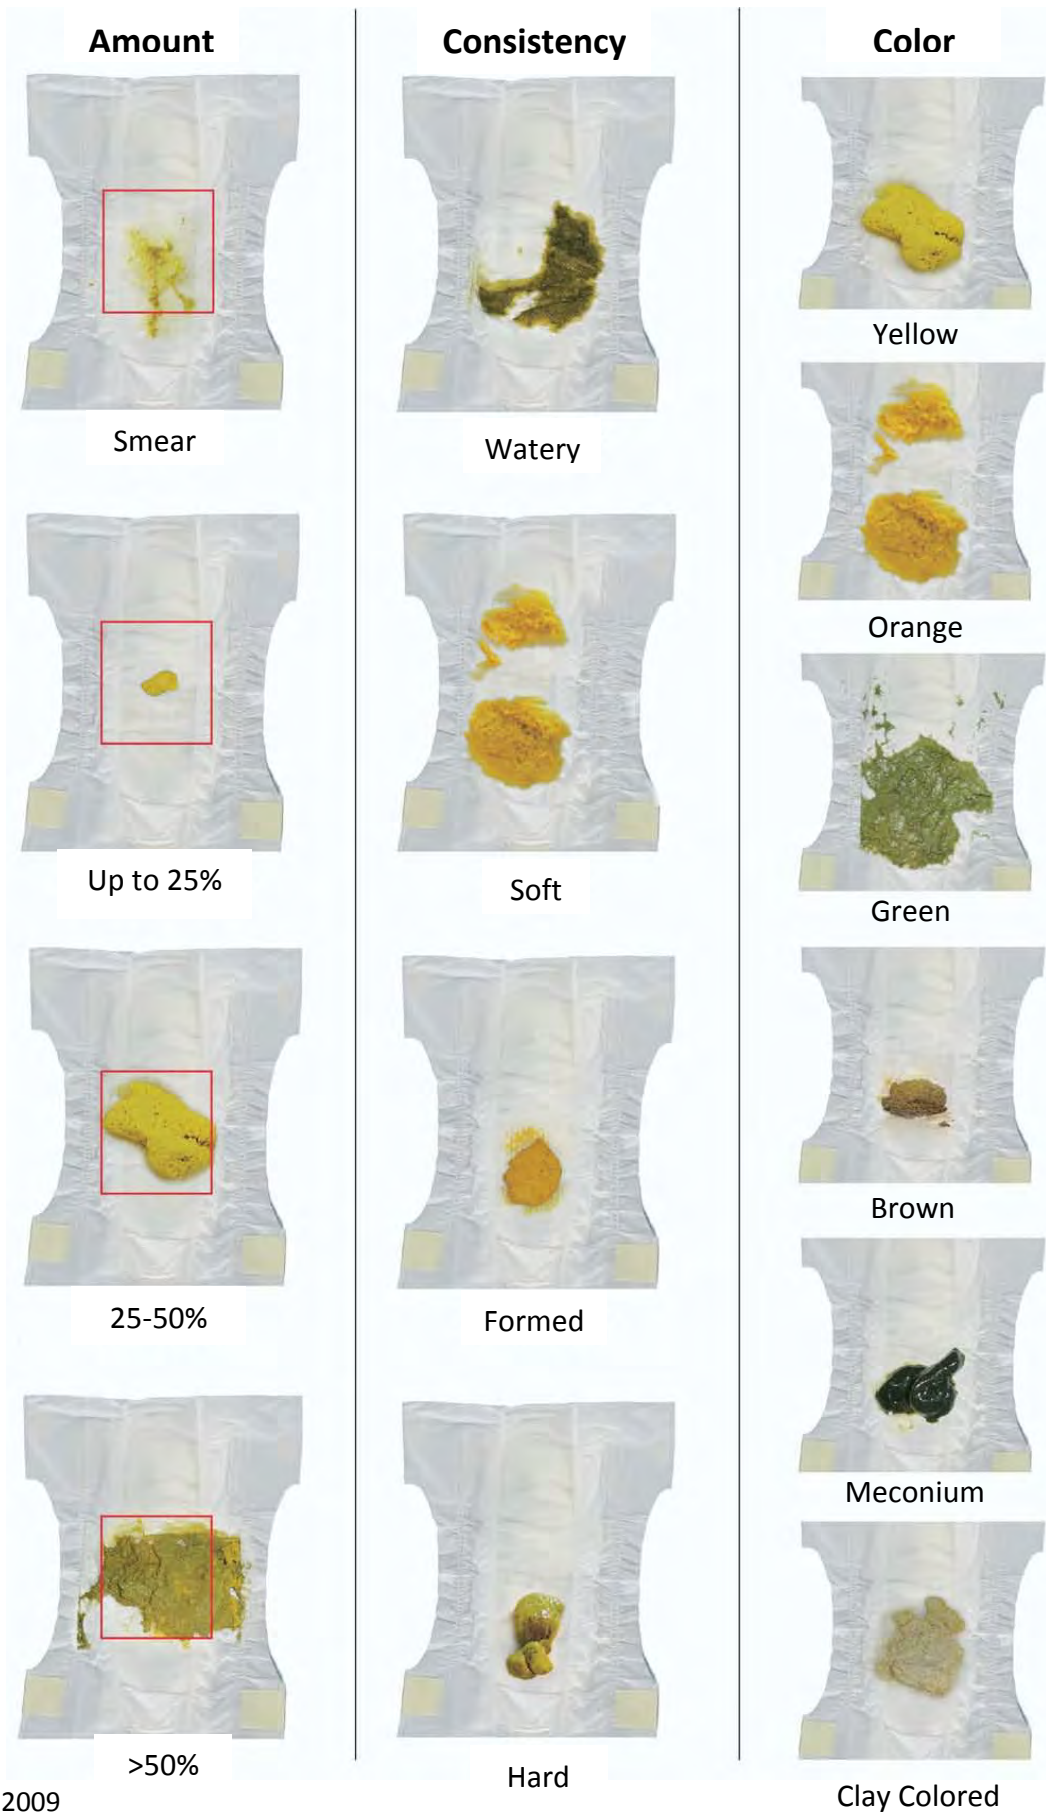 Amount
Smear
Up to 25%
25-50%
>50%
Consistency
Watery
Soft
Formed
Hard
Color
Yellow
Orange
Green
Brown
Meconium
Clay Colored
2009